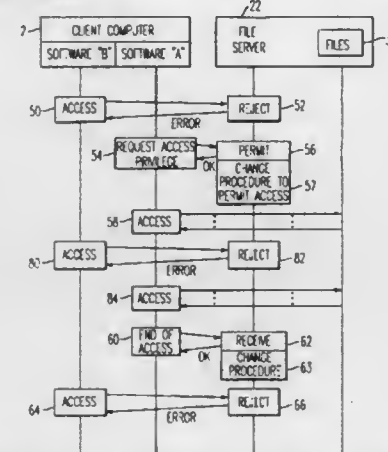 22
2
CLIENT COMPUTER
SOFTWARE "B" SOFTWARE "A"
FILE
SERVER
FILES
50
ACCESS
REJECT
52
ERROR
54
REQUEST ACCESS
PRIVILEGE
PERMIT
56
OK
CHANGE
PROCEDURE TO
PERMIT ACCESS
57
58
ACCESS
80
ACCESS
REJECT
82
ERROR
84
ACCESS
60
END OF
ACCESS
RECEIVE
62
OK
CHANGE
PROCEDURE
63
64
ACCESS
REJECT
66
ERROR